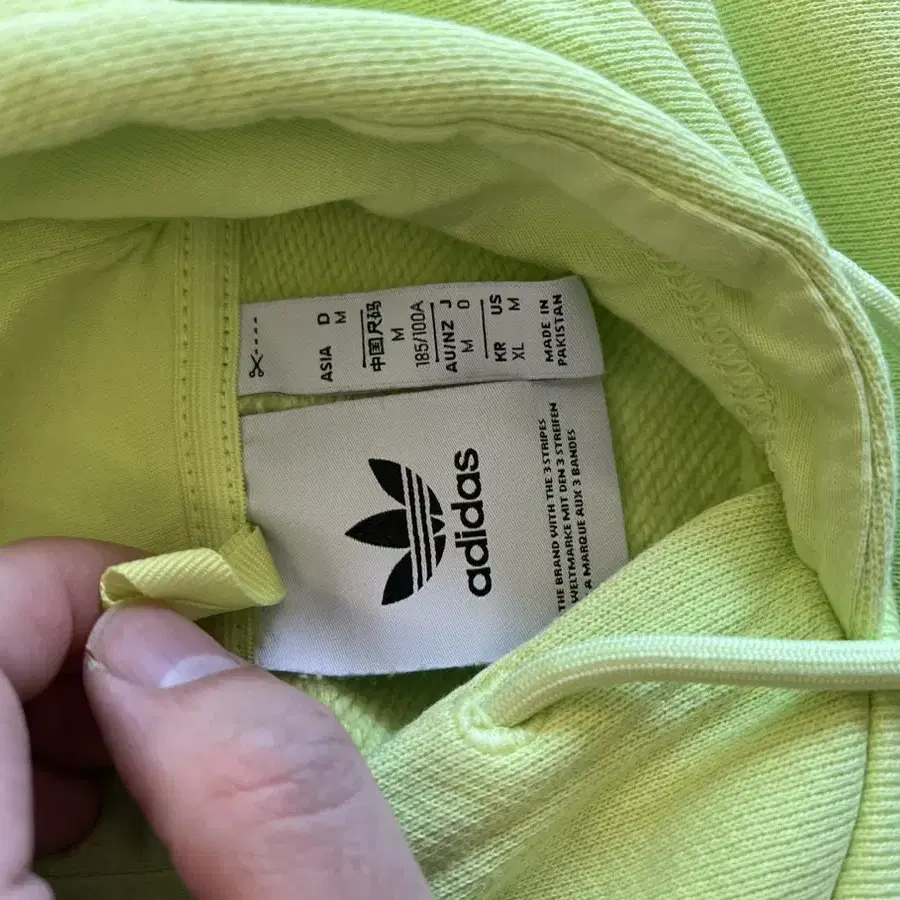 ASIA D
M
中国尺码
M
185/100A
AU/NZ J
M O
KR US
XL M
MADE IN
PAKISTAN
adidas
THE BRAND WITH THE 3 STRIPES
WELTMARKE MIT DEN 3 STREIFEN
A MARQUE AUX 3 BANDES